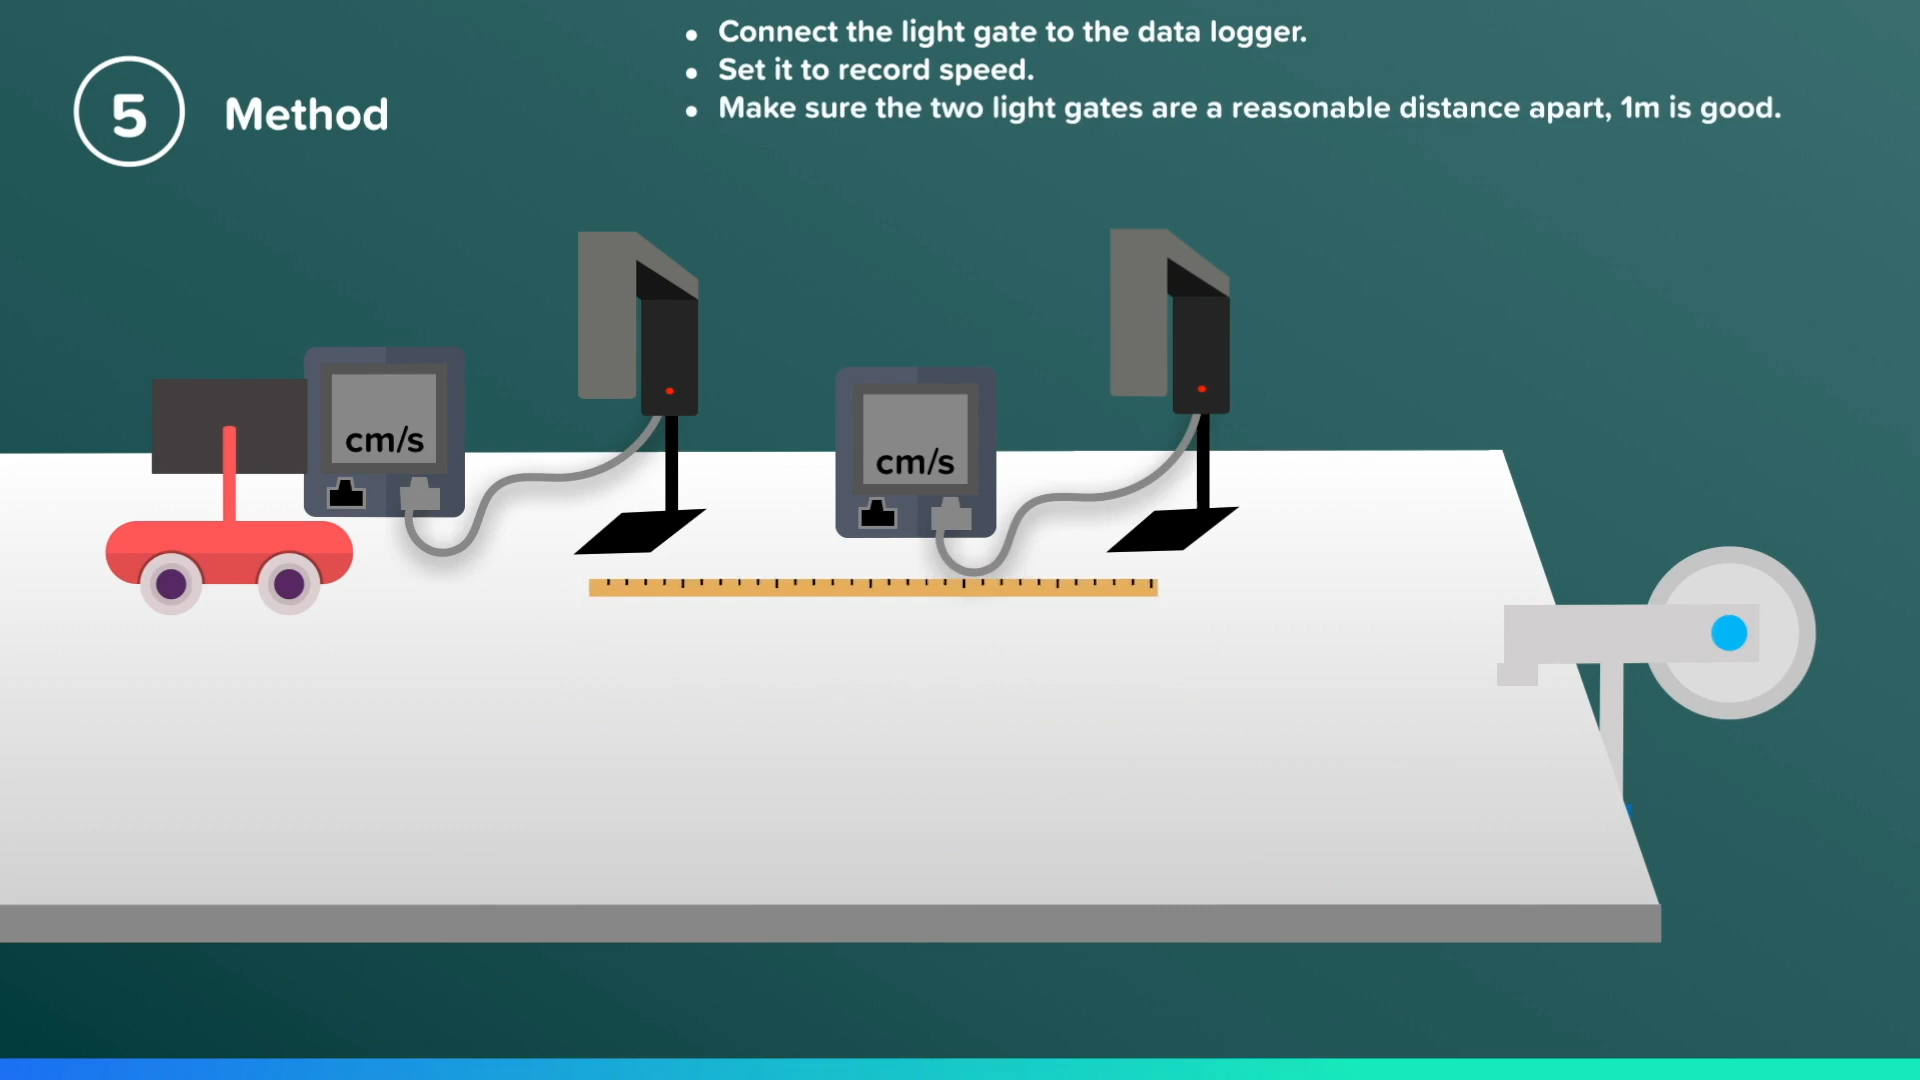 5 Method
• Connect the light gate to the data logger.
• Set it to record speed.
• Make sure the two light gates are a reasonable distance apart, 1m is good.
cm/s
cm/s